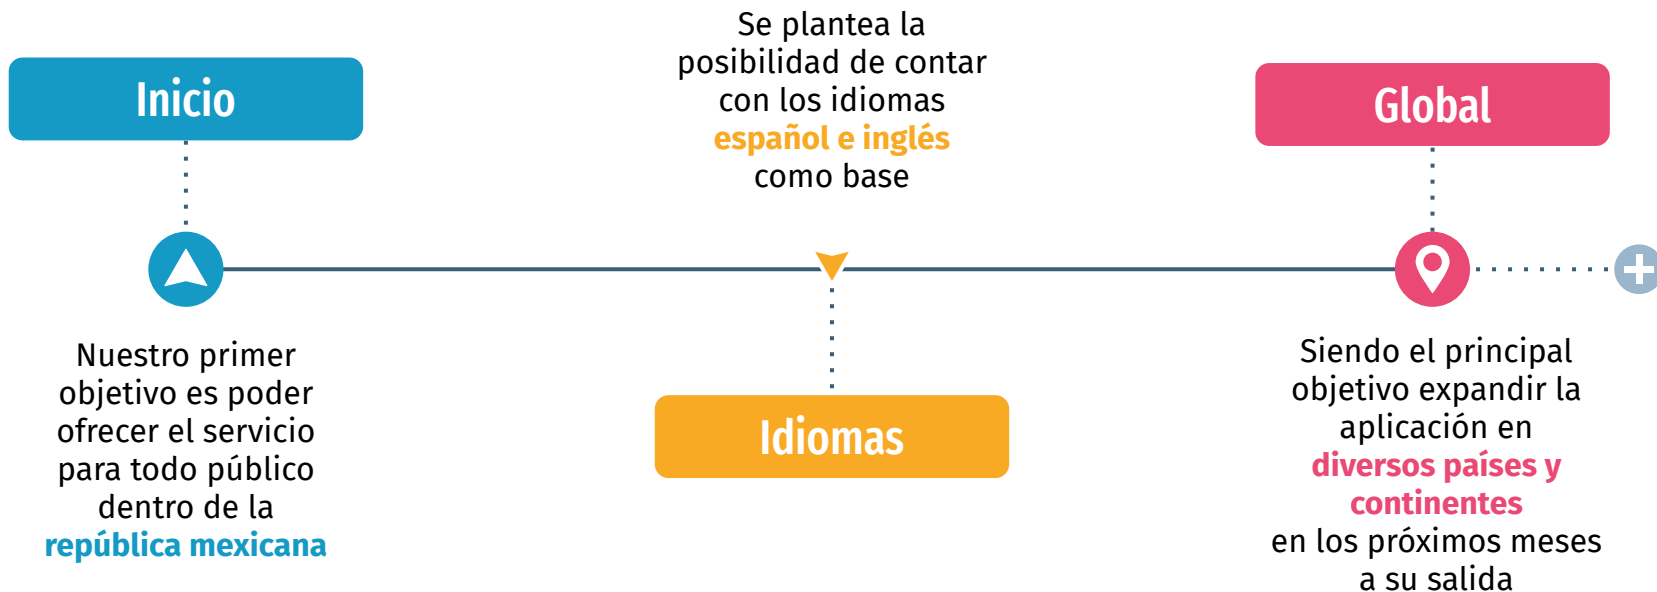 Inicio
Nuestro primer
objetivo es poder
ofrecer el servicio
para todo público
dentro de la
república mexicana
Se plantea la
posibilidad de contar
con los idiomas
español e inglés
como base
Idiomas
Global
Siendo el principal
objetivo expandir la
aplicación en
diversos países y
continentes
en los próximos meses
a su salida